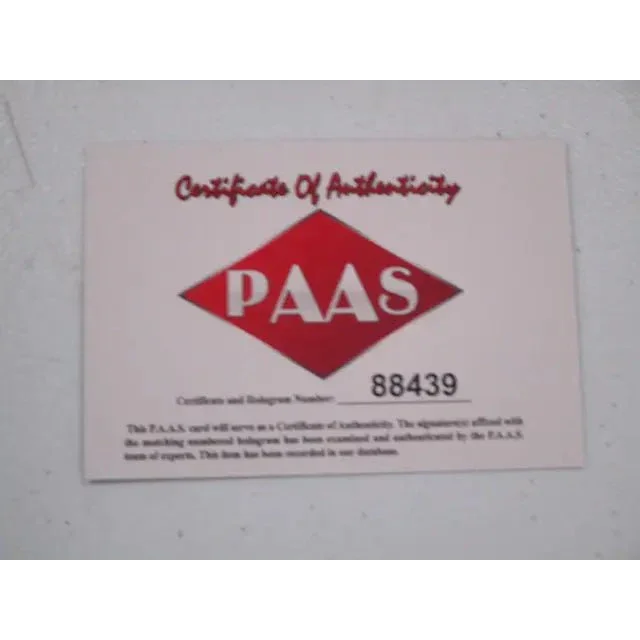 Certificate Of Authenticity
PAAS
Certificate and Hologram Number: 88439
This P.A.A.S. card will serve as a Certificate of Authenticity. The signature(s) affixed with
the matching numbered hologram has been examined and authenticated by the P.A.A.S.
team of experts. This item has been recorded in our database.